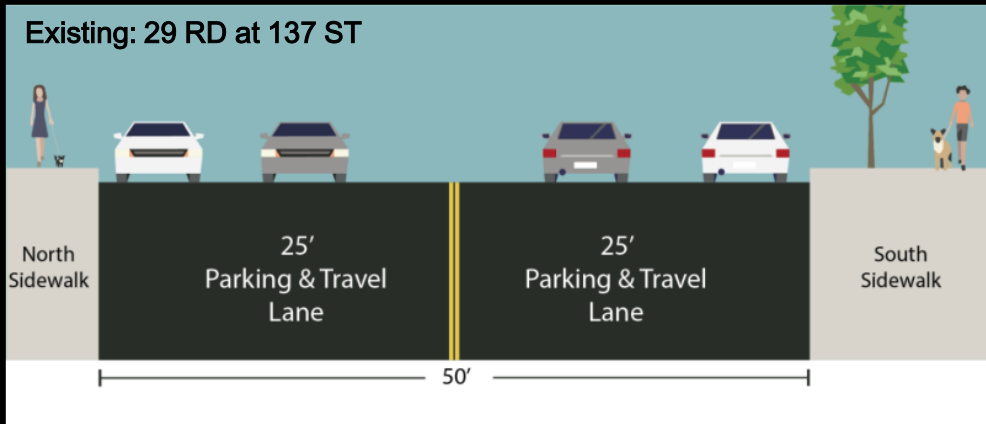 Existing: 29 RD at 137 ST
North
Sidewalk
25'
Parking & Travel
Lane
25'
Parking & Travel
Lane
South
Sidewalk
50'